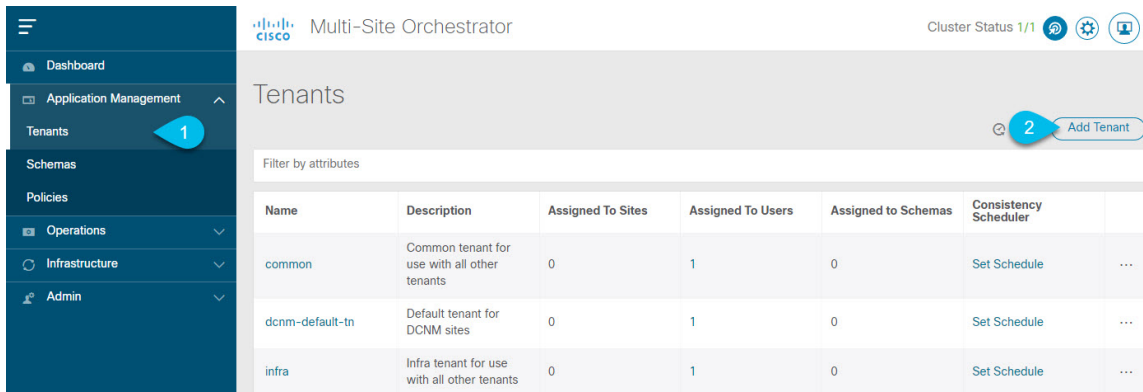 Dashboard
Application Management
Tenants
1
Schemas
Policies
Operations
Infrastructure
Admin
cisco
Multi-Site Orchestrator
Cluster Status 1/1
Tenants
2
Add Tenant
Filter by attributes
Name Description Assigned To Sites Assigned To Users Assigned to Schemas Consistency
Scheduler
common Common tenant for
use with all other
tenants 0 1 0 Set Schedule ...
dcnm-default-tn Default tenant for
DCNM sites 0 1 0 Set Schedule ...
infra Infra tenant for use
with all other tenants 0 1 0 Set Schedule ...